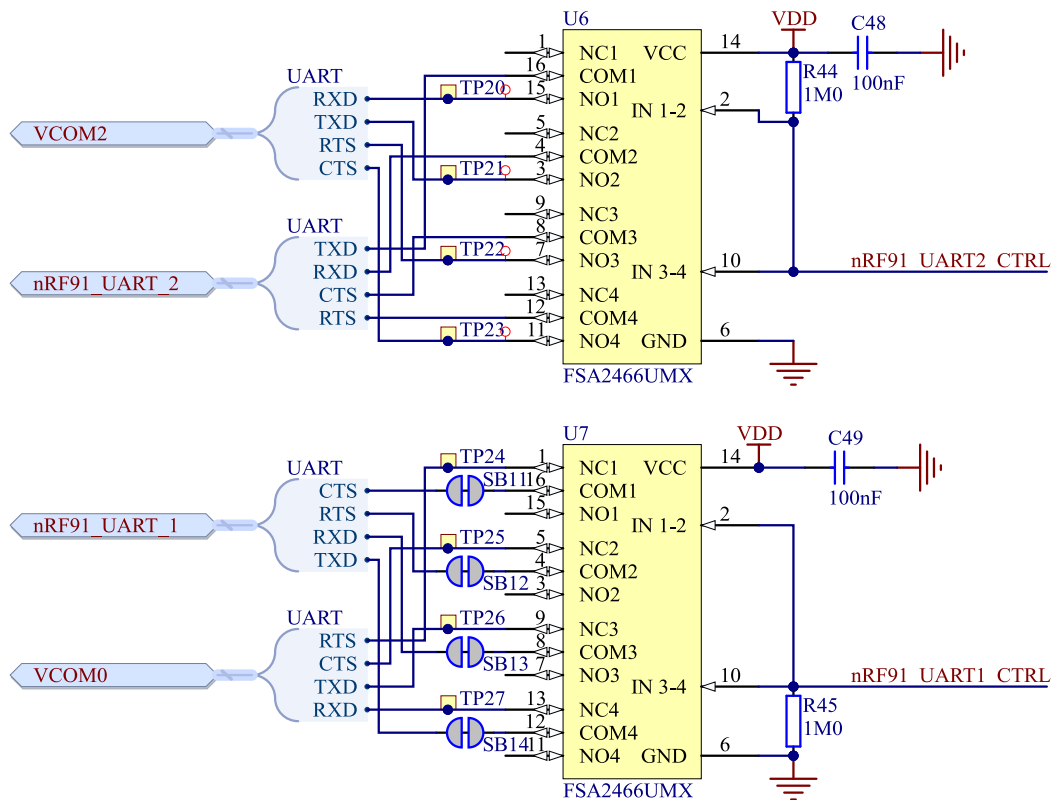 U6
1 NC1 VCC 14 VDD C48
16 COM1 R44
UART TP20 15 NO1 1M0 100nF
RXD IN 1-2 2
VCOM2 TXD 5 NC2
RTS 4 COM2
CTS TP21 3 NO2
9 NC3
UART 8 COM3
TXD TP22 7 NO3
nRF91_UART_2 RXD IN 3-4 10 nRF91_UART2_CTRL
CTS 13 NC4
RTS 12 COM4
TP23 11 NO4 GND 6
FSA2466UMX
U7 VDD C49
TP24 1 NC1 VCC 14
UART SB11 16 COM1 100nF
CTS 15 NO1
nRF91_UART_1 RTS IN 1-2 2
RXD TP25 5 NC2
TXD 4 COM2
SB12 3 NO2
UART TP26 9 NC3
RTS 8 COM3
VCOM0 CTS SB13 7 NO3
TXD IN 3-4 10 nRF91_UART1_CTRL
RXD TP27 13 NC4 R45
12 COM4 1M0
SB14 11 NO4 GND 6
FSA2466UMX